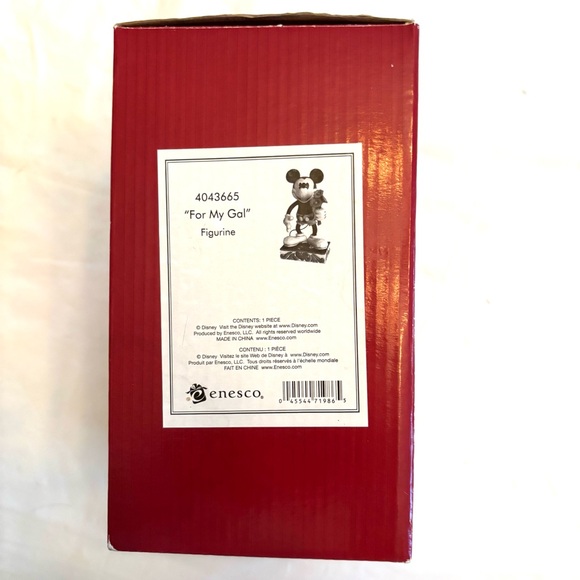 4043665
"For My Gal"
Figurine
CONTENTS: 1 PIECE
© Disney Visit the Disney website at www.Disney.com
Produced by Enesco, LLC. All rights reserved worldwide
MADE IN CHINA www.Enesco.com
CONTENU : 1 PIÈCE
© Disney Visitez le site Web de Disney à www.Disney.com
Produit par Enesco, LLC. Tous droits réservés à l'échelle mondiale
FAIT EN CHINE www.Enesco.com
enesco®
0 45544 71986 5